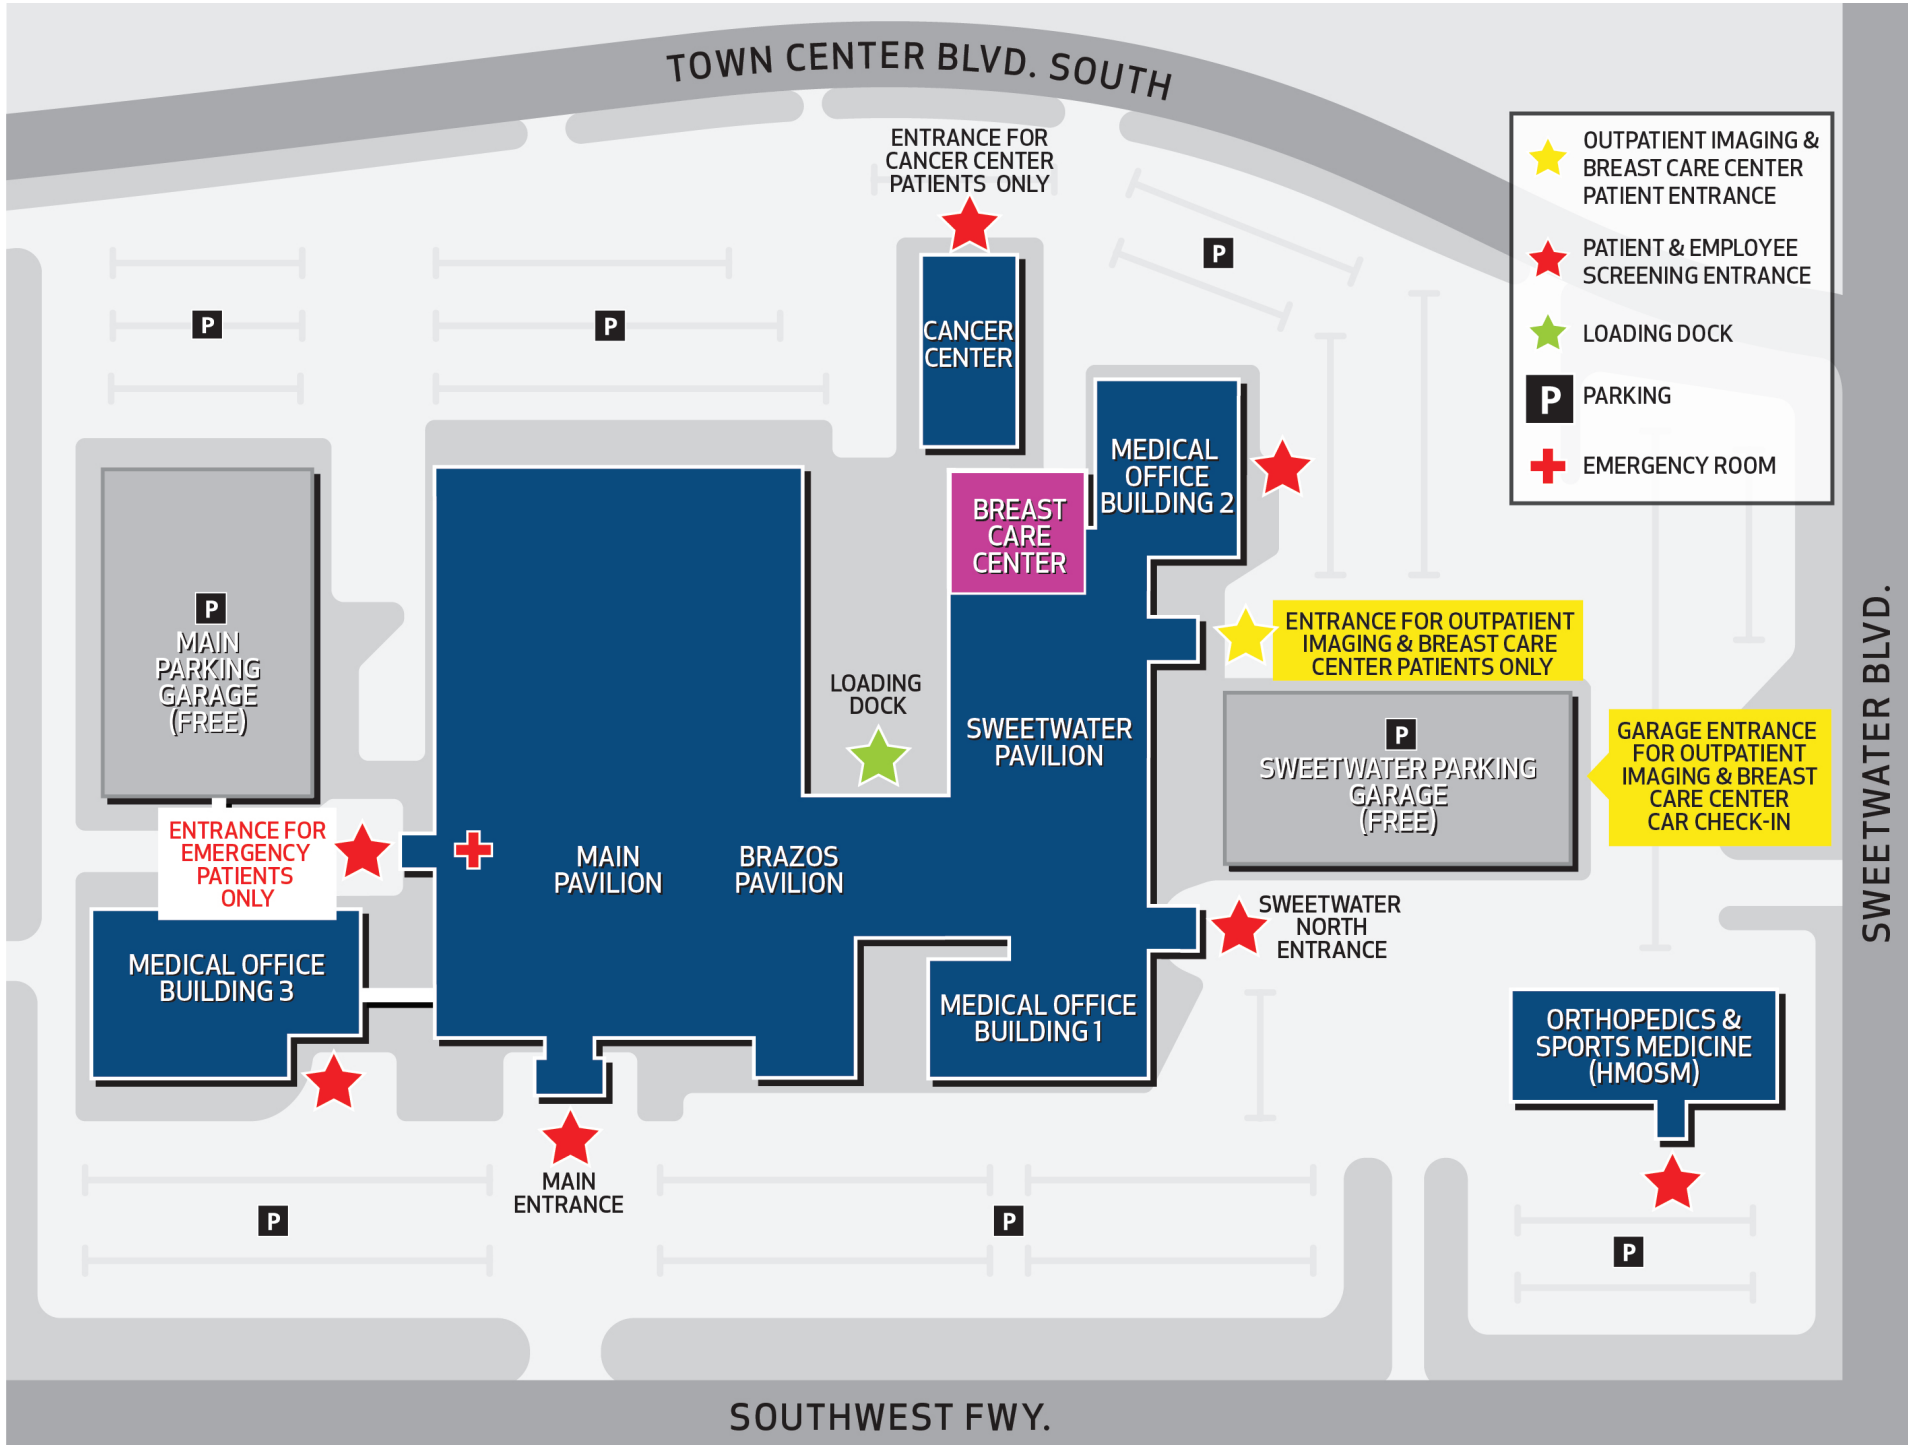 TOWN CENTER BLVD. SOUTH
ENTRANCE FOR
CANCER CENTER
PATIENTS ONLY
OUTPATIENT IMAGING &
BREAST CARE CENTER
PATIENT ENTRANCE
PATIENT & EMPLOYEE
SCREENING ENTRANCE
LOADING DOCK
P
PARKING
EMERGENCY ROOM
P
P
P
CANCER
CENTER
MEDICAL
OFFICE
BUILDING 2
BREAST
CARE
CENTER
P
MAIN
PARKING
GARAGE
(FREE)
ENTRANCE FOR OUTPATIENT
IMAGING & BREAST CARE
CENTER PATIENTS ONLY
LOADING
DOCK
SWEETWATER
PAVILION
P
SWEETWATER PARKING
GARAGE
(FREE)
GARAGE ENTRANCE
FOR OUTPATIENT
IMAGING & BREAST
CARE CENTER
CAR CHECK-IN
SWEETWATER BLVD.
ENTRANCE FOR
EMERGENCY
PATIENTS
ONLY
MAIN
PAVILION
BRAZOS
PAVILION
SWEETWATER
NORTH
ENTRANCE
MEDICAL OFFICE
BUILDING 3
MEDICAL OFFICE
BUILDING 1
ORTHOPEDICS &
SPORTS MEDICINE
(HMOSM)
MAIN
ENTRANCE
P
P
P
SOUTHWEST FWY.